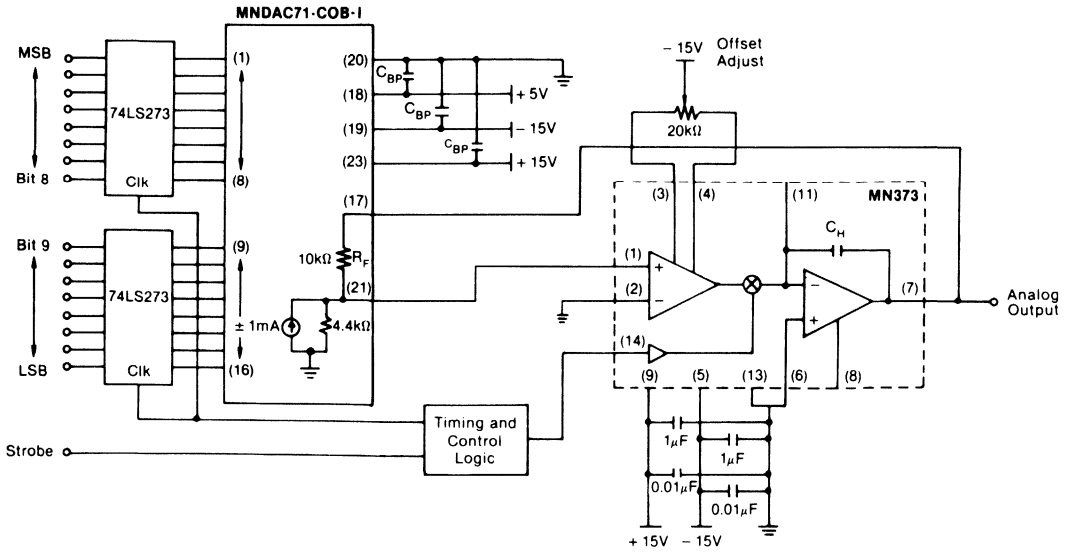 MNDAC71-COB-I
MSB
Bit 8
74LS273
Clk
(1)
(8)
(20)
(18)
(19)
(23)
(17)
C_BP
C_BP
C_BP
+ 5V
− 15V
+ 15V
− 15V
Offset
Adjust
20kΩ
Bit 9
LSB
74LS273
Clk
(9)
± 1mA
(16)
10kΩ
R_F
(21)
4.4kΩ
(3)
(4)
(11)
MN373
C_H
(1)
+
(2)
−
−
+
(7)
Analog
Output
(14)
(9)
(5)
(13)
(6)
(8)
Strobe
Timing and
Control
Logic
1μF
1μF
0.01μF
0.01μF
+ 15V
− 15V